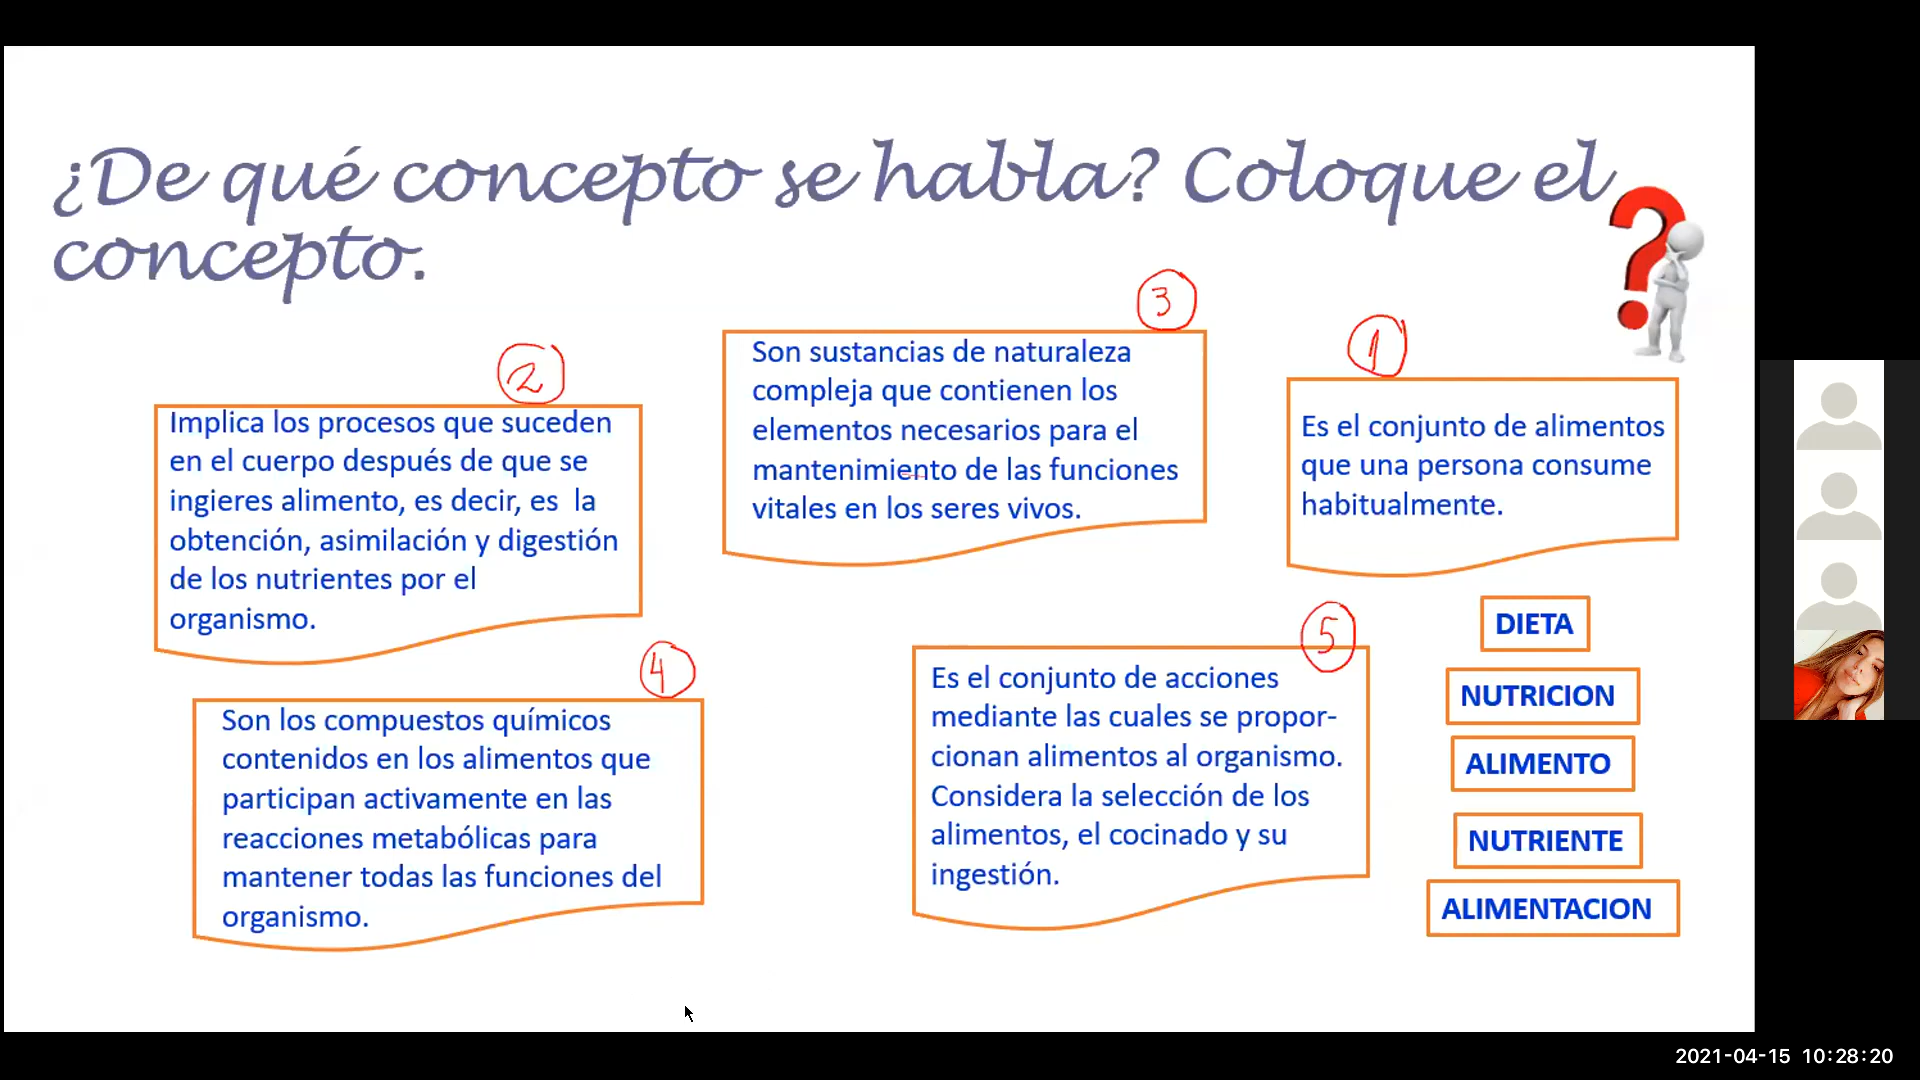 ¿De qué concepto se habla? Coloque el
concepto.
2
Implica los procesos que suceden
en el cuerpo después de que se
ingieres alimento, es decir, es la
obtención, asimilación y digestión
de los nutrientes por el
organismo.
3
Son sustancias de naturaleza
compleja que contienen los
elementos necesarios para el
mantenimiento de las funciones
vitales en los seres vivos.
1
Es el conjunto de alimentos
que una persona consume
habitualmente.
4
Son los compuestos químicos
contenidos en los alimentos que
participan activamente en las
reacciones metabólicas para
mantener todas las funciones del
organismo.
5
Es el conjunto de acciones
mediante las cuales se propor-
cionan alimentos al organismo.
Considera la selección de los
alimentos, el cocinado y su
ingestión.
DIETA
NUTRICION
ALIMENTO
NUTRIENTE
ALIMENTACION
2021-04-15 10:28:20